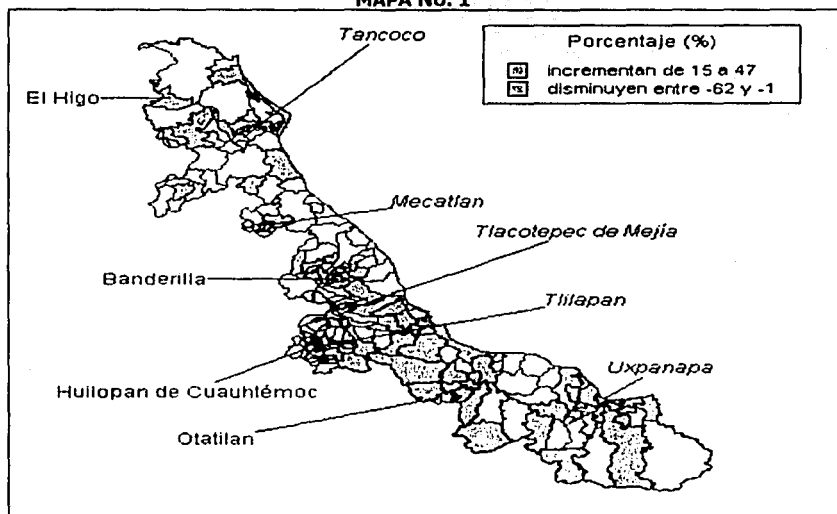 MAPA No. 1
Tancoco
Porcentaje (%)
incrementan de 15 a 47
disminuyen entre -62 y -1
El Higo
Mecatlan
Tlacotepec de Mejía
Banderilla
Tlilapan
Uxpanapa
Huilopan de Cuauhtémoc
Otatilan